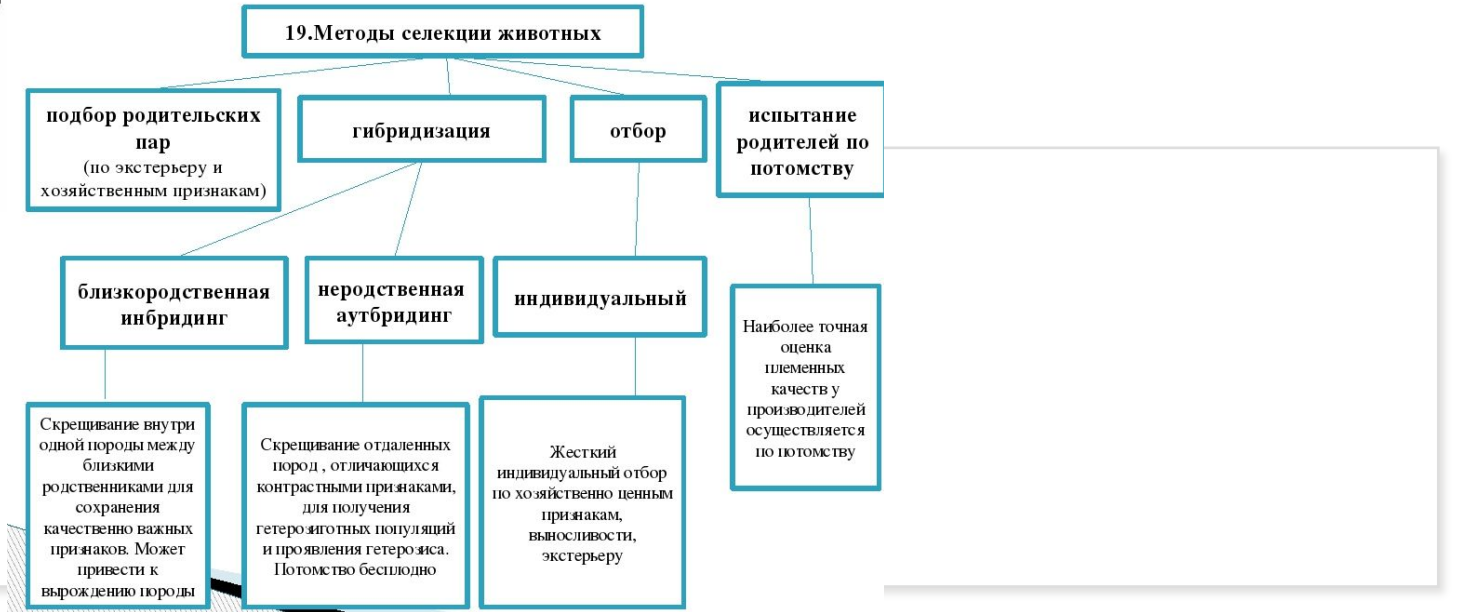 19.Методы селекции животных
подбор родительских
пар
(по экстерьеру и
хозяйственным признакам)
гибридизация
отбор
испытание
родителей по
потомству
близкородственная
инбридинг
неродственная
аутбридинг
индивидуальный
Наиболее точная
оценка
племенных
качеств у
производителей
осуществляется
по потомству
Скрещивание внутри
одной породы между
близкими
родственниками для
сохранения
качественно важных
признаков. Может
привести к
вырождению породы
Скрещивание отдаленных
пород , отличающихся
контрастными признаками,
для получения
гетерозиготных популяций
и проявления гетерозиса.
Потомство бесплодно
Жесткий
индивидуальный отбор
по хозяйственно ценным
признакам,
выносливости,
экстерьеру